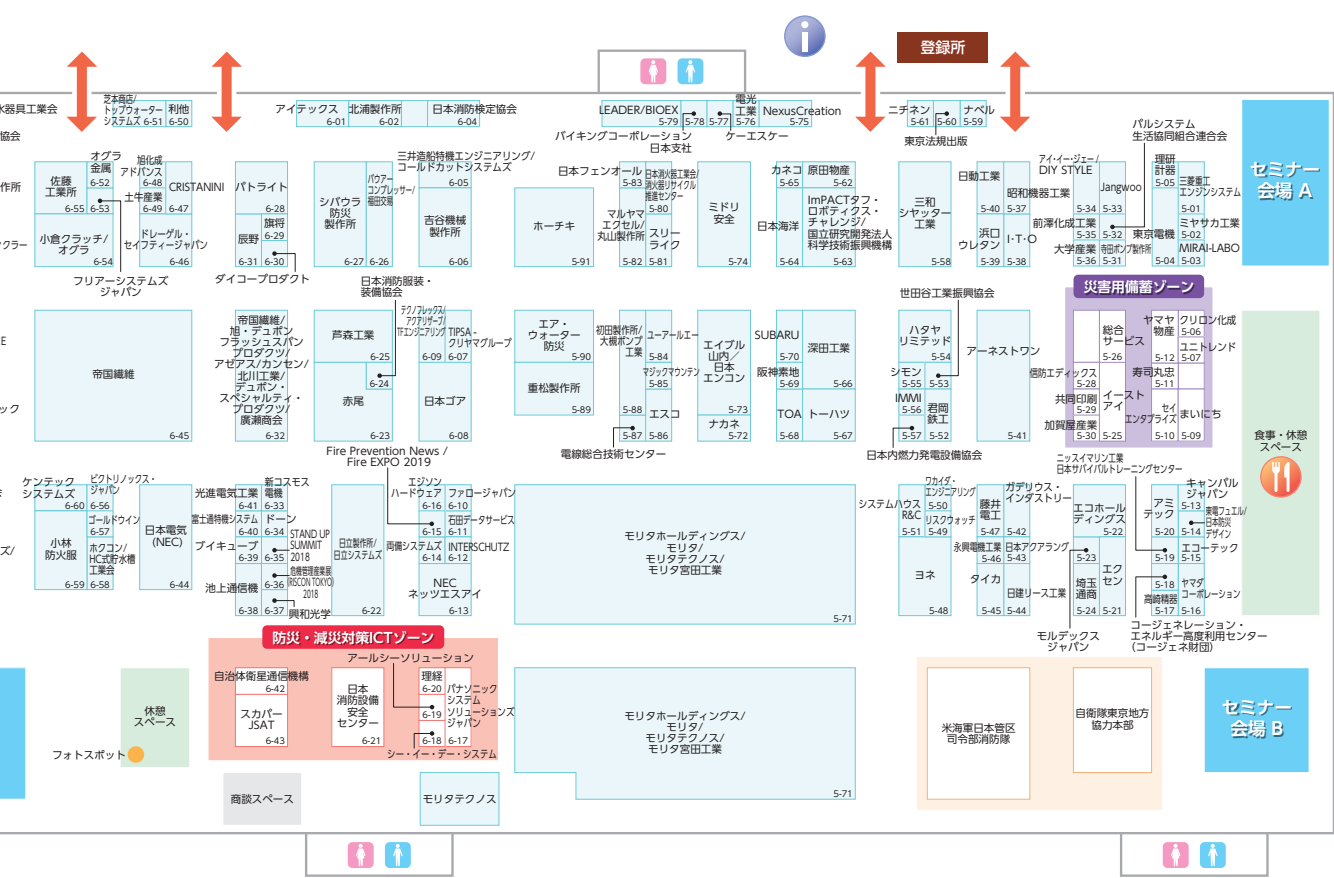 登録所
水器具工業会
芝本商店/
トップウォーター
システムズ 6-51
利他
6-50
アイテックス
6-01
北浦製作所
6-02
日本消防検定協会
6-04
LEADER/BIOEX
5-79
5-78
5-77
電光
工業
5-76
NexusCreation
5-75
バイキングコーポレーション
日本支社
ケーエスケー
ニチネン
5-61
5-60
ナベル
5-59
東京法規出版
パルシステム
生活協同組合連合会
セミナー
会場 A
協会
作所
ックラー
佐藤
工業所
6-55
オグラ
金属
6-52
6-53
小倉クラッチ/
オグラ
6-54
フリアーシステムズ
ジャパン
旭化成
アドバンス
6-48
土牛産業
6-49
CRISTANINI
6-47
ドレーゲル・
セイフティージャパン
6-46
パトライト
6-28
辰野
6-31
旗将
6-29
6-30
ダイコープロダクト
シバウラ
防災
製作所
6-27
パウアー
コンプレッサー/
福田交易
6-26
三井造船特機エンジニアリング/
コールドカットシステムズ
6-05
吉谷機械
製作所
6-06
日本消防服装・
装備協会
ホーチキ
5-91
日本フェンオール
5-83
日本消火器工業会/
消火器リサイクル
推進センター
5-80
マルヤマ
エクセル/
丸山製作所
5-82
スリー
ライク
5-81
ミドリ
安全
5-74
カネコ
5-65
原田物産
5-62
日本海洋
5-64
ImPACTタフ・
ロボティクス・
チャレンジ/
国立研究開発法人
科学技術振興機構
5-63
三和
シヤッター
工業
5-58
日動工業
5-40
昭和機器工業
5-37
浜口
ウレタン
5-39
I・T・O
5-38
アイ・イー・ジェー/
DIY STYLE
5-34
Jangwoo
5-33
前澤化成工業
5-35
5-32
大学産業
5-36
寺田ポンプ製作所
5-31
理研
計器
5-05
三菱重工
エンジンシステム
5-01
東京電機
5-04
ミヤサカ工業
5-02
MIRAI-LABO
5-03
災害用備蓄ゾーン
世田谷工業振興協会
帝国繊維
6-45
帝国繊維/
旭・デュポン
フラッシュスパン
プロダクツ/
アゼアス/カンセン/
北川工業/
デュポン・
スペシャルティ・
プロダクツ/
廣瀬商会
6-32
芦森工業
6-25
6-24
赤尾
6-23
テクノフレックス/
アクアリザーブ/
TFエンジニアリング
6-09
TIPSA -
クリヤマグループ
6-07
日本ゴア
6-08
エア・
ウォーター
防災
5-90
重松製作所
5-89
初田製作所/
大槻ポンプ
工業
5-88
ユーアールエー
5-84
マジックマウンテン
5-85
エスコ
5-87
5-86
電線総合技術センター
エイブル
山内/
日本
エンコン
5-73
ナカネ
5-72
SUBARU
5-70
阪神素地
5-69
深田工業
5-66
TOA
5-68
トーハツ
5-67
ハタヤ
リミテッド
5-54
シモン
5-55
5-53
IMMI
5-56
君岡
鉄工
5-57
5-52
日本内燃力発電設備協会
アーネストワン
5-41
総合
サービス
5-26
信防エディックス
5-28
共同印刷
5-29
イースト
アイ
加賀屋産業
5-30
5-25
ヤマヤ
物産
5-12
クリロン化成
5-06
ユニトレンド
5-07
寿司丸忠
5-11
セイ
エンタプライズ
5-10
まいにち
5-09
食事・休憩
スペース
ック
Fire Prevention News /
Fire EXPO 2019
ケンテック
システムズ
6-60
ビクトリノックス・
ジャパン
6-56
ゴールドウイン
6-57
小林
防火服
6-59
ホクコン/
HC式貯水槽
工業会
6-58
日本電気
(NEC)
6-44
光進電気工業
6-41
新コスモス
電機
6-33
富士通特機システム
6-40
ドーン
6-34
ブイキューブ
6-39
6-35
STAND UP
SUMMIT
2018
危機管理産業展
(RISCON TOKYO)
2018
6-36
池上通信機
6-38
6-37
興和光学
日立製作所/
日立システムズ
6-22
エジソン
ハードウェア
6-16
ファロージャパン
6-10
6-15
石田データサービス
6-11
両備システムズ
6-14
INTERSCHUTZ
6-12
NEC
ネッツエスアイ
6-13
モリタホールディングス/
モリタ/
モリタテクノス/
モリタ宮田工業
5-71
システムハウス
R&C
5-51
ワカイダ・
エンジニアリング
5-50
リスクウォッチ
5-49
ヨネ
5-48
藤井
電工
5-47
ガデリウス・
インダストリー
5-42
永興電機工業
5-46
日本アクアラング
5-43
タイカ
5-45
日建リース工業
5-44
ニッスイマリン工業
日本サバイバルトレーニングセンター
エコホール
ディングス
5-22
5-23
埼玉
通商
5-24
エク
セン
5-21
モルデックス
ジャパン
アミ
テック
5-20
キャンパル
ジャパン
5-13
東電フュエル/
日本防災
デザイン
5-14
5-19
エコーテック
5-15
5-18
高崎精器
5-17
ヤマダ
コーポレーション
5-16
コージェネレーション・
エネルギー高度利用センター
(コージェネ財団)
防災・減災対策ICTゾーン
アールシーソリューション
自治体衛星通信機構
6-42
スカパー
JSAT
6-43
日本
消防設備
安全
センター
6-21
理経
6-20
6-19
パナソニック
システム
ソリューションズ
ジャパン
6-18
6-17
シー・イー・デー・システム
休憩
スペース
フォトスポット
商談スペース
モリタテクノス
モリタホールディングス/
モリタ/
モリタテクノス/
モリタ宮田工業
5-71
米海軍日本管区
司令部消防隊
自衛隊東京地方
協力本部
セミナー
会場 B